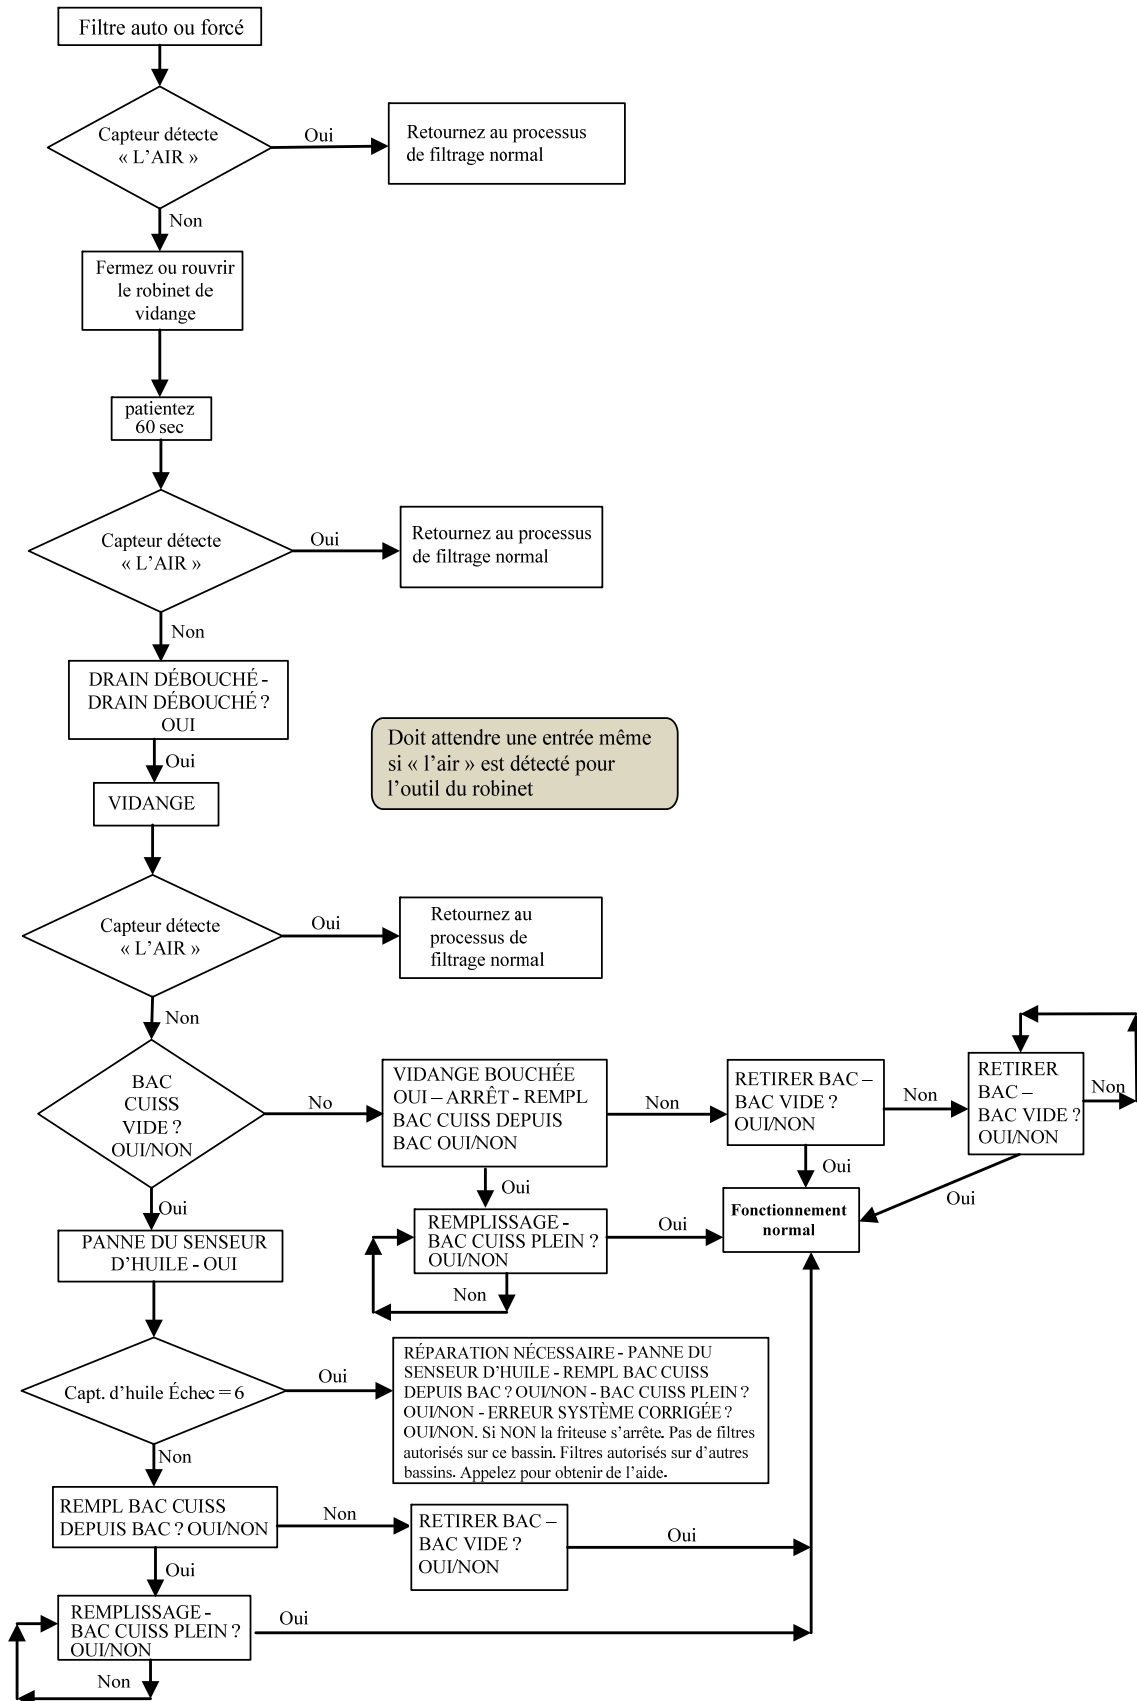 Filtre auto ou forcé
Capteur détecte
« L’AIR »
Oui
Retournez au processus
de filtrage normal
Non
Fermez ou rouvrir
le robinet de
vidange
patientez
60 sec
Capteur détecte
« L’AIR »
Oui
Retournez au processus
de filtrage normal
Non
DRAIN DÉBOUCHÉ -
DRAIN DÉBOUCHÉ ?
OUI
Doit attendre une entrée même
si « l’air » est détecté pour
l’outil du robinet
Oui
VIDANGE
Capteur détecte
« L’AIR »
Oui
Retournez au
processus de
filtrage normal
Non
BAC
CUISS
VIDE ?
OUI/NON
No
VIDANGE BOUCHÉE
OUI – ARRÊT - REMPL
BAC CUISS DEPUIS
BAC OUI/NON
Non
RETIRER BAC –
BAC VIDE ?
OUI/NON
Non
RETIRER
BAC –
BAC VIDE ?
OUI/NON
Non
Oui
Oui
Oui
Oui
Fonctionnement
normal
REMPLISSAGE -
BAC CUISS PLEIN ?
OUI/NON
Oui
Non
PANNE DU SENSEUR
D’HUILE - OUI
Capt. d’huile Échec = 6
Oui
RÉPARATION NÉCESSAIRE - PANNE DU
SENSEUR D’HUILE - REMPL BAC CUISS
DEPUIS BAC ? OUI/NON - BAC CUISS PLEIN ?
OUI/NON - ERREUR SYSTÈME CORRIGÉE ?
OUI/NON. Si NON la friteuse s’arrête. Pas de filtres
autorisés sur ce bassin. Filtres autorisés sur d’autres
bassins. Appelez pour obtenir de l’aide.
Non
REMPL BAC CUISS
DEPUIS BAC ? OUI/NON
Non
RETIRER BAC –
BAC VIDE ?
OUI/NON
Oui
Oui
REMPLISSAGE -
BAC CUISS PLEIN ?
OUI/NON
Oui
Non